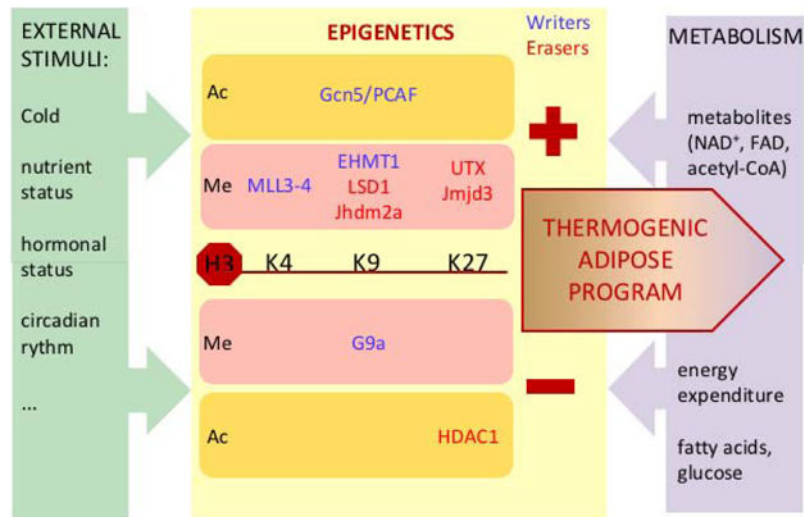 EXTERNAL
STIMULI:
Cold
nutrient
status
hormonal
status
circadian
rythm
...
EPIGENETICS
Writers
Erasers
Ac
Gcn5/PCAF
Me
MLL3-4
EHMT1
LSD1
Jhdm2a
UTX
Jmjd3
H3
K4
K9
K27
Me
G9a
Ac
HDAC1
THERMOGENIC
ADIPOSE
PROGRAM
METABOLISM
metabolites
(NAD⁺, FAD,
acetyl-CoA)
energy
expenditure
fatty acids,
glucose